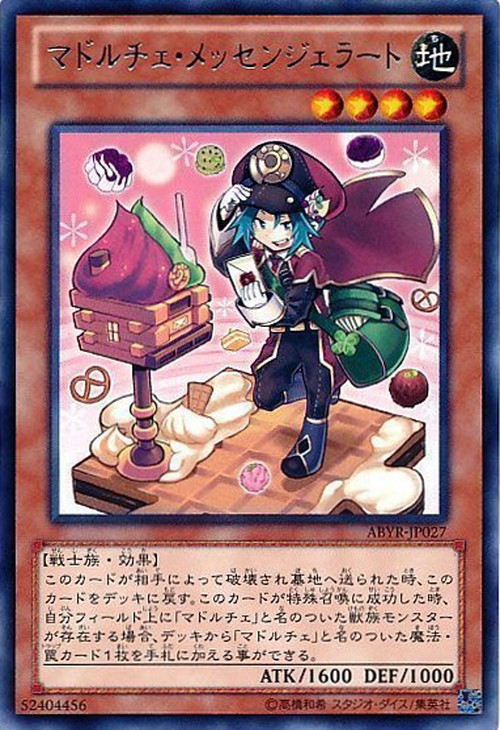 マドルチェ・メッセンジェラート
地
ABYR-JP027
【戦士族・効果】
このカードが相手によって破壊され墓地へ送られた時、この
カードをデッキに戻す。このカードが特殊召喚に成功した時、
自分フィールド上に「マドルチェ」と名のついた獣族モンスター
が存在する場合、デッキから「マドルチェ」と名のついた魔法・
罠カード1枚を手札に加える事ができる。
ATK/1600 DEF/1000
52404456 ©高橋和希 スタジオ・ダイス/集英社